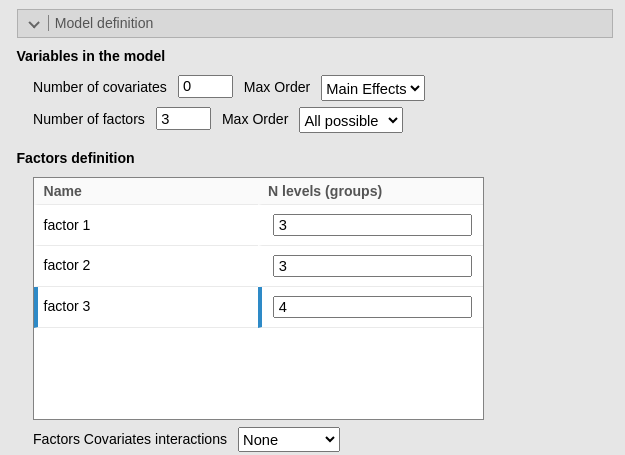 Model definition
Variables in the model
Number of covariates 0 Max Order Main Effects
Number of factors 3 Max Order All possible
Factors definition
Name N levels (groups)
factor 1 3
factor 2 3
factor 3 4
Factors Covariates interactions None